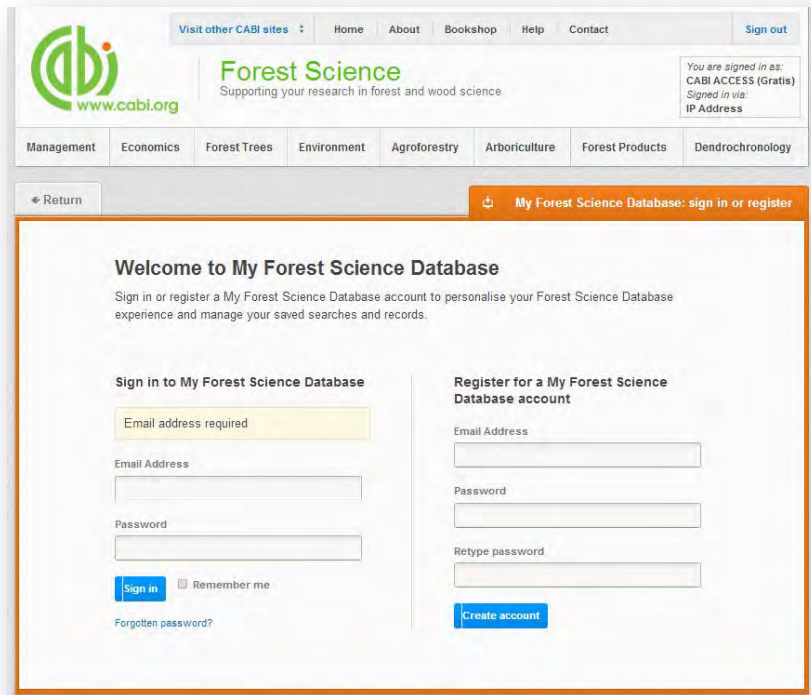 Visit other CABI sites Home About Bookshop Help Contact Sign out
cabi
www.cabi.org
Forest Science
Supporting your research in forest and wood science
You are signed in as:
CABI ACCESS (Gratis)
Signed in via:
IP Address
Management Economics Forest Trees Environment Agroforestry Arboriculture Forest Products Dendrochronology
Return
My Forest Science Database: sign in or register
Welcome to My Forest Science Database
Sign in or register a My Forest Science Database account to personalise your Forest Science Database
experience and manage your saved searches and records.
Sign in to My Forest Science Database
Email address required
Email Address
Password
Sign in Remember me
Forgotten password?
Register for a My Forest Science
Database account
Email Address
Password
Retype password
Create account